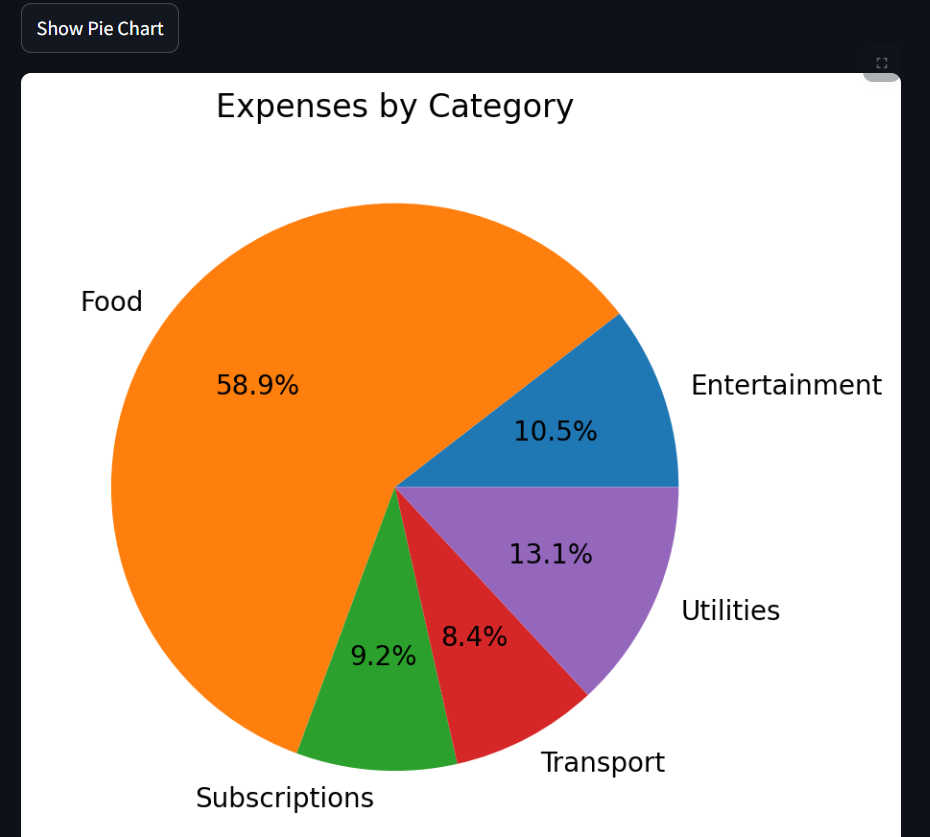 Show Pie Chart
Expenses by Category
Food
58.9%
Entertainment
10.5%
13.1%
Utilities
8.4%
9.2%
Transport
Subscriptions